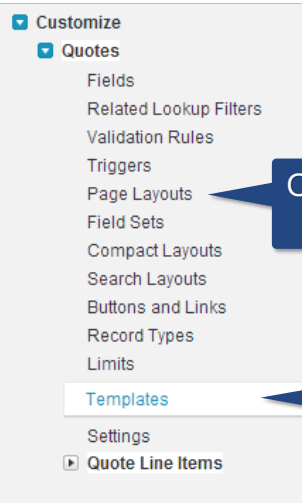 Customize
Quotes
Fields
Related Lookup Filters
Validation Rules
Triggers
Page Layouts
Field Sets
Compact Layouts
Search Layouts
Buttons and Links
Record Types
Limits
Templates
Settings
Quote Line Items